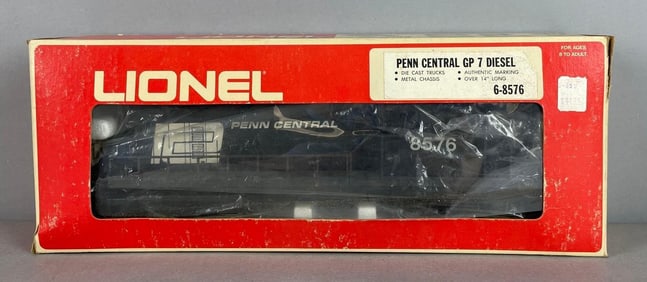 FOR AGES
8 TO ADULT
PENN CENTRAL GP 7 DIESEL
• DIE CAST TRUCKS • AUTHENTIC MARKING
• METAL CHASSIS • OVER 14" LONG
6-8576
LIONEL
PENN CENTRAL
8576